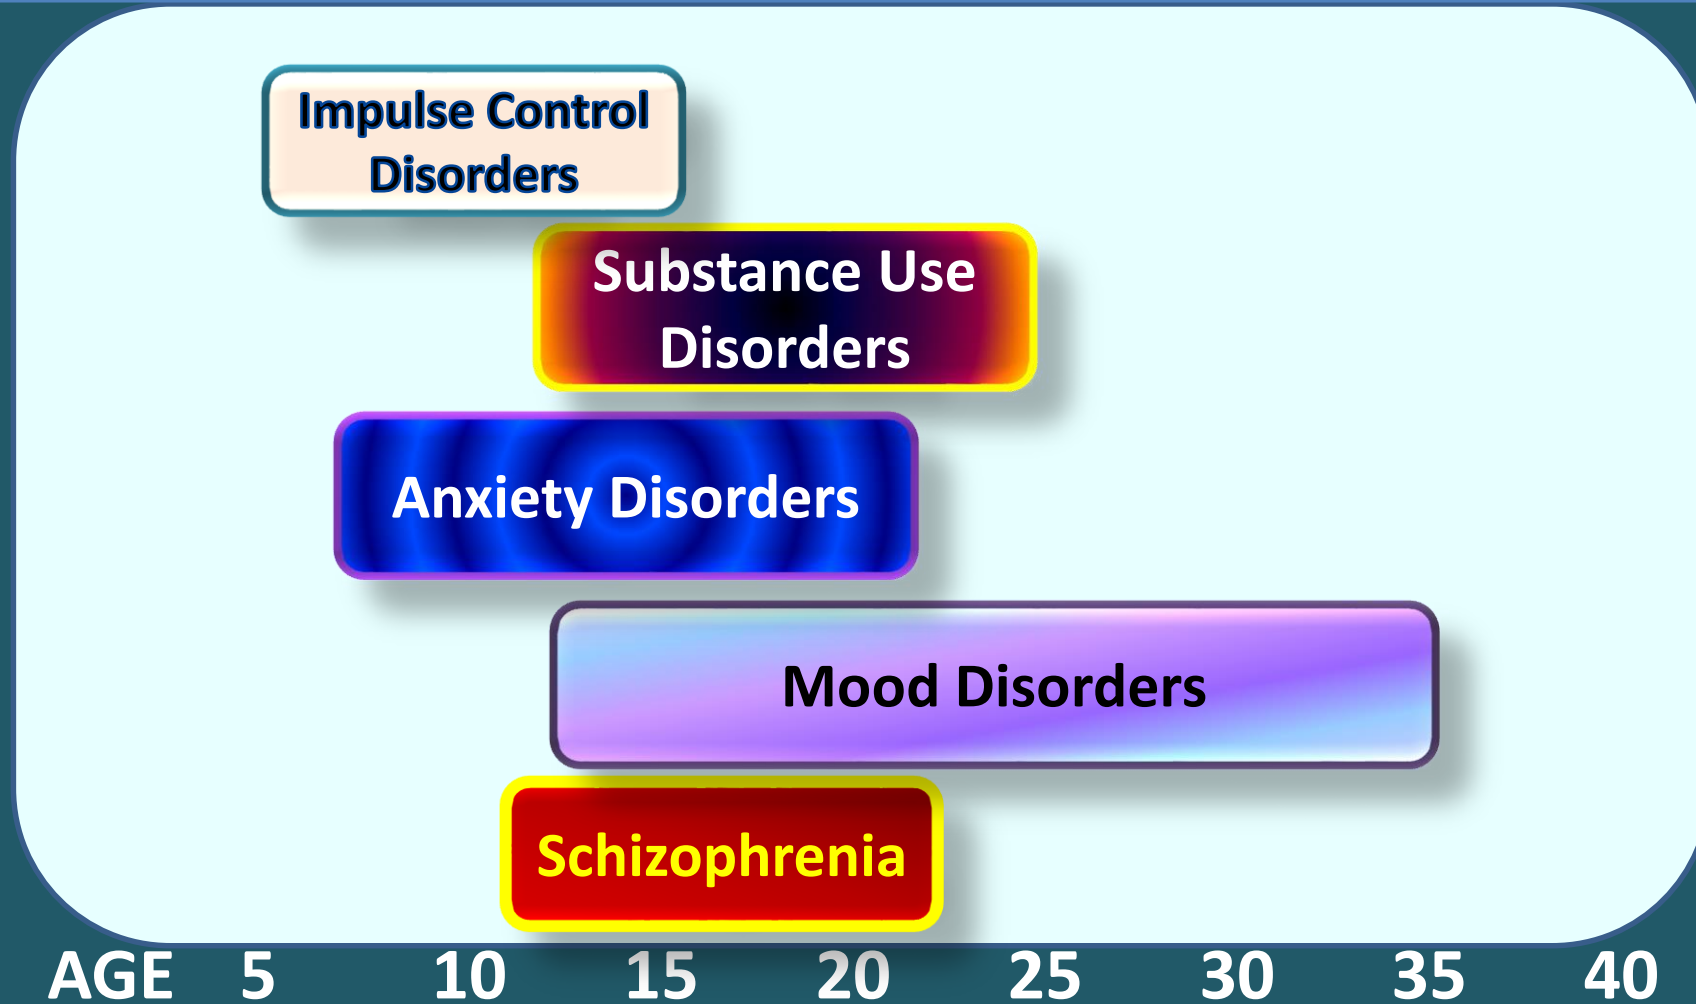 Impulse Control
Disorders
Substance Use
Disorders
Anxiety Disorders
Mood Disorders
Schizophrenia
AGE 5 10 15 20 25 30 35 40